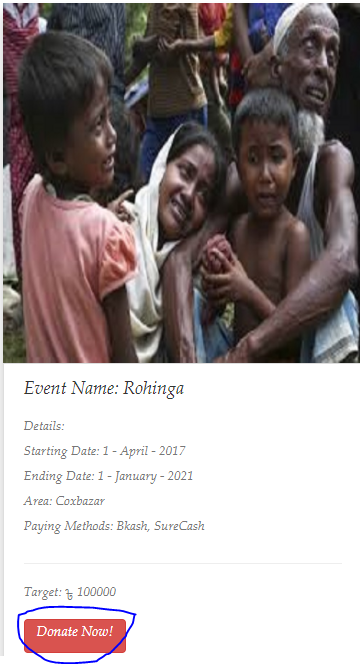 Event Name: Rohinga
Details:
Starting Date: 1 - April - 2017
Ending Date: 1 - January - 2021
Area: Coxbazar
Paying Methods: Bkash, SureCash
Target: ৳ 100000
Donate Now!